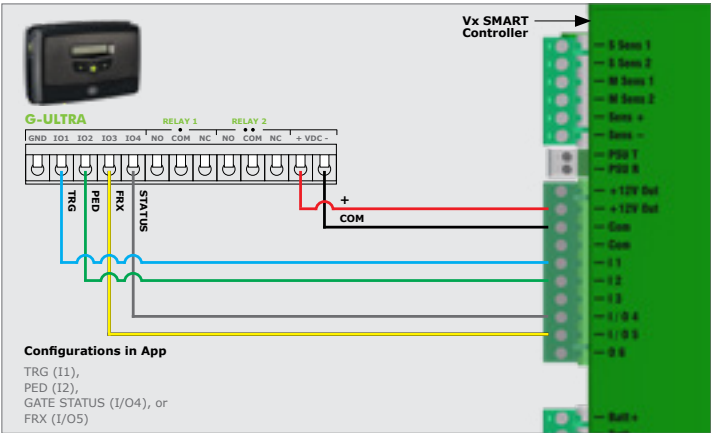 Vx SMART
Controller
G-ULTRA
RELAY 1
RELAY 2
GND IO1 IO2 IO3 IO4 NO COM NC NO COM NC + VDC -
TRG
PED
FRX
STATUS
+
COM
S Sens 1
S Sens 2
M Sens 1
M Sens 2
Sens +
Sens –
PSU T
PSU R
+12V Out
+12V Out
Com
Com
I 1
I 2
I 3
I / O 4
I / O 5
O 6
Batt +
Configurations in App
TRG (I1),
PED (I2),
GATE STATUS (I/O4), or
FRX (I/O5)